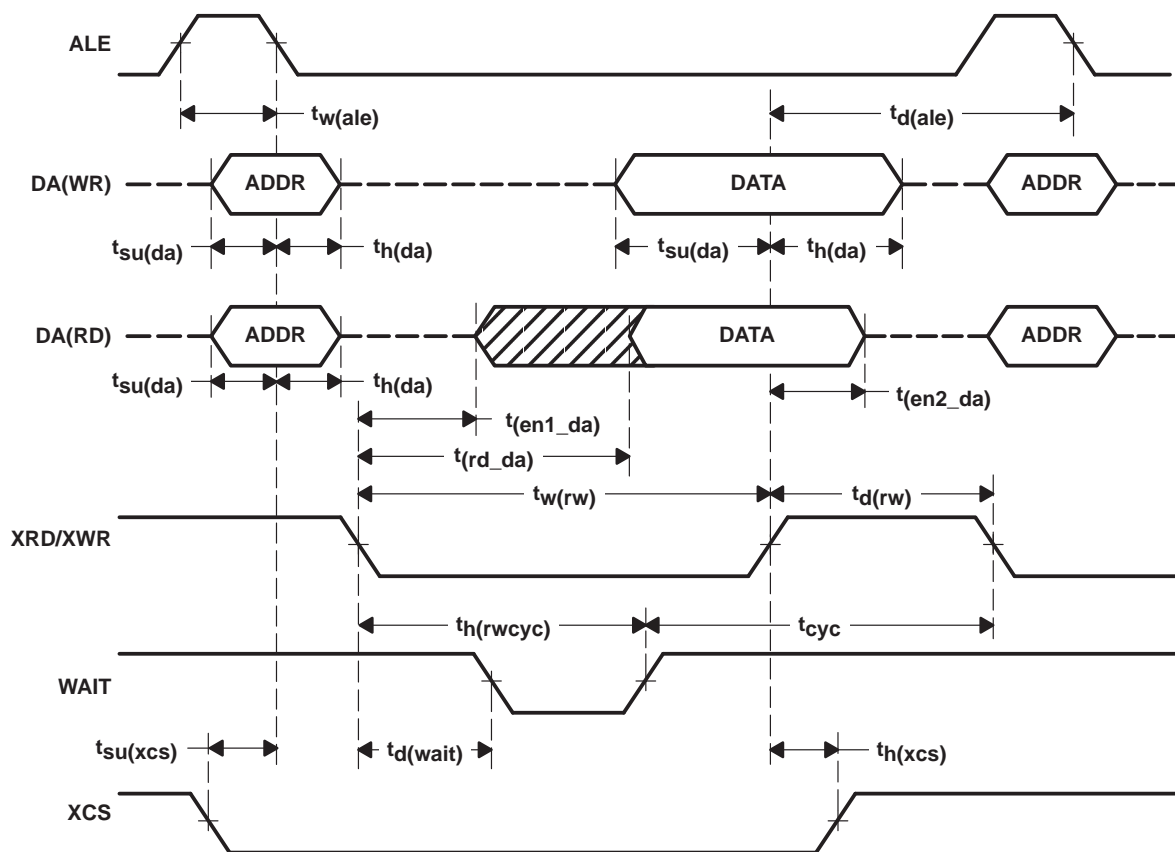 ALE
tw(ale)
td(ale)
DA(WR)
ADDR
DATA
ADDR
tsu(da)
th(da)
tsu(da)
th(da)
DA(RD)
ADDR
DATA
ADDR
tsu(da)
th(da)
t(en1_da)
t(en2_da)
t(rd_da)
tw(rw)
td(rw)
XRD/XWR
th(rwcyc)
tcyc
WAIT
tsu(xcs)
td(wait)
th(xcs)
XCS